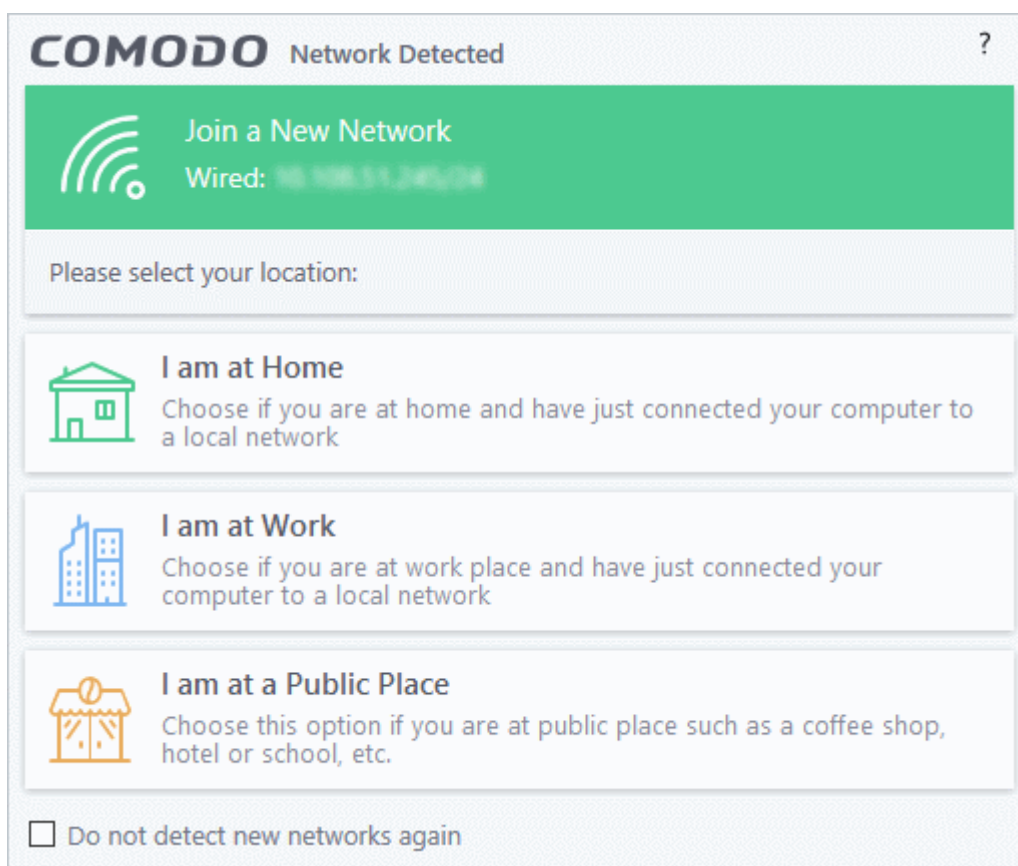 COMODO Network Detected ?
Join a New Network
Wired:
Please select your location:
I am at Home
Choose if you are at home and have just connected your computer to
a local network
I am at Work
Choose if you are at work place and have just connected your
computer to a local network
I am at a Public Place
Choose this option if you are at public place such as a coffee shop,
hotel or school, etc.
Do not detect new networks again